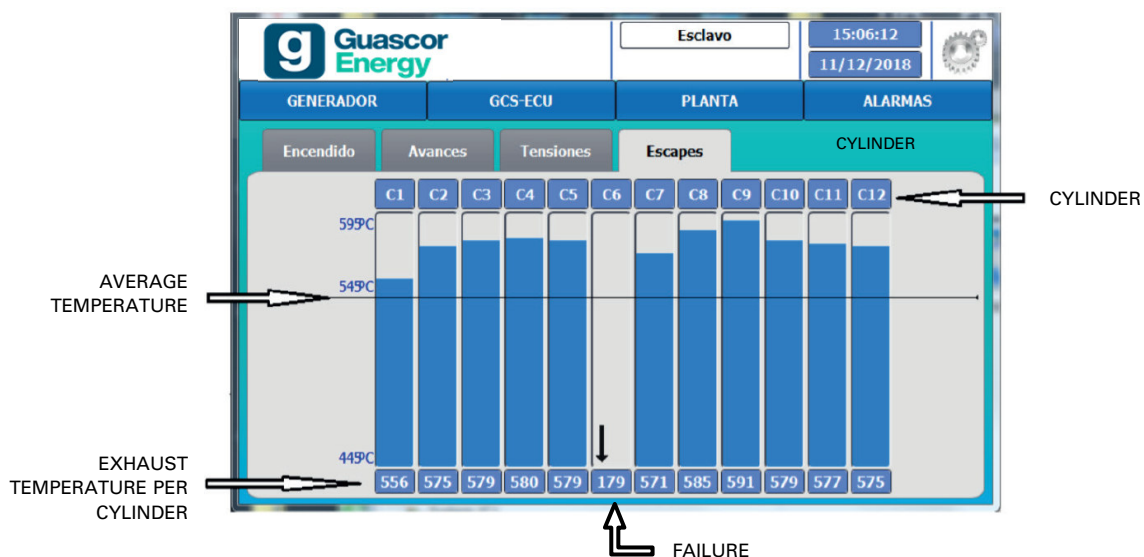 g Guascor
Energy
Esclavo
15:06:12
11/12/2018
GENERADOR GCS-ECU PLANTA ALARMAS
Encendido Avances Tensiones Escapes
CYLINDER
C1 C2 C3 C4 C5 C6 C7 C8 C9 C10 C11 C12
CYLINDER
595ºC
AVERAGE
TEMPERATURE
545ºC
445ºC
EXHAUST
TEMPERATURE PER
CYLINDER
556 575 579 580 579 179 571 585 591 579 577 575
FAILURE